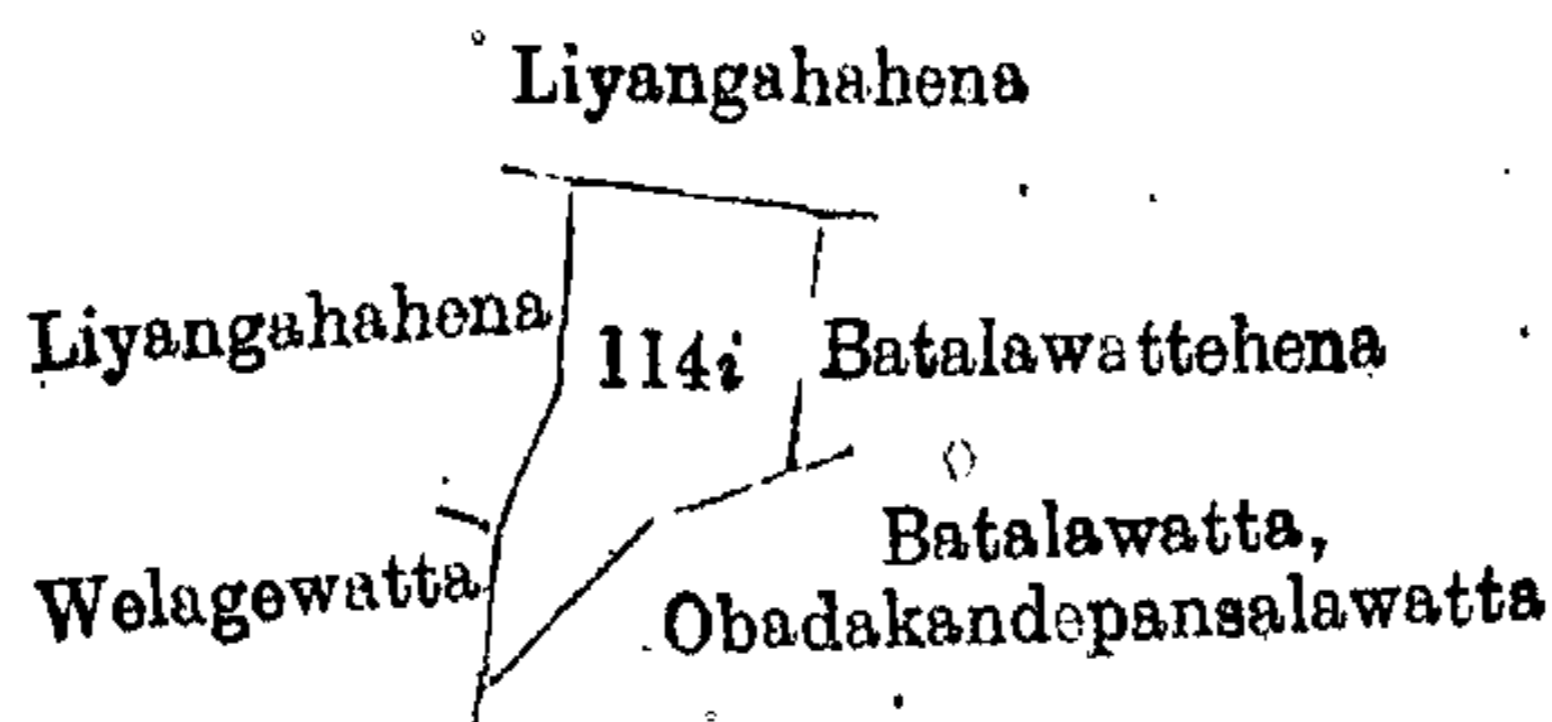 Liyangahahena
Liyangahahena
114i
Batalawattehena
Batalawatta,
Welagewatta
Obadakandepansalawatta